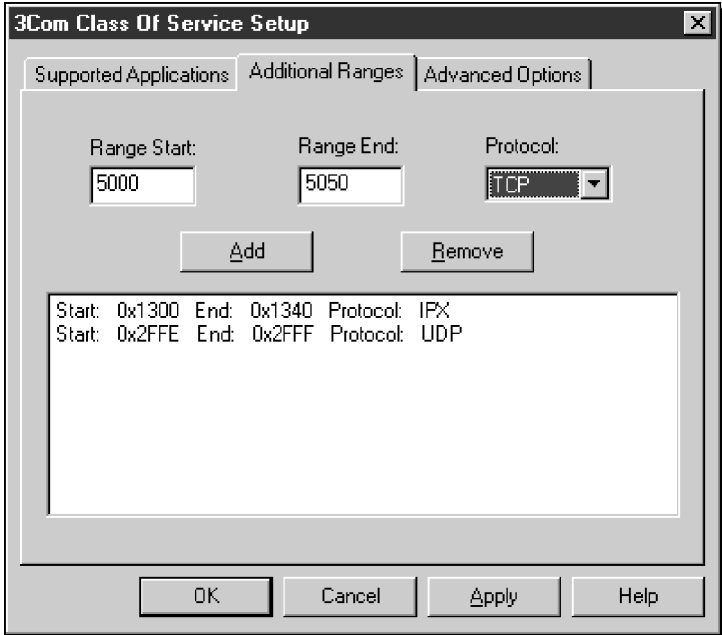 3Com Class Of Service Setup
Supported Applications Additional Ranges Advanced Options
Range Start: Range End: Protocol:
5000 5050 TCP
Add Remove
Start: 0x1300 End: 0x1340 Protocol: IPX
Start: 0x2FFE End: 0x2FFF Protocol: UDP
OK Cancel Apply Help